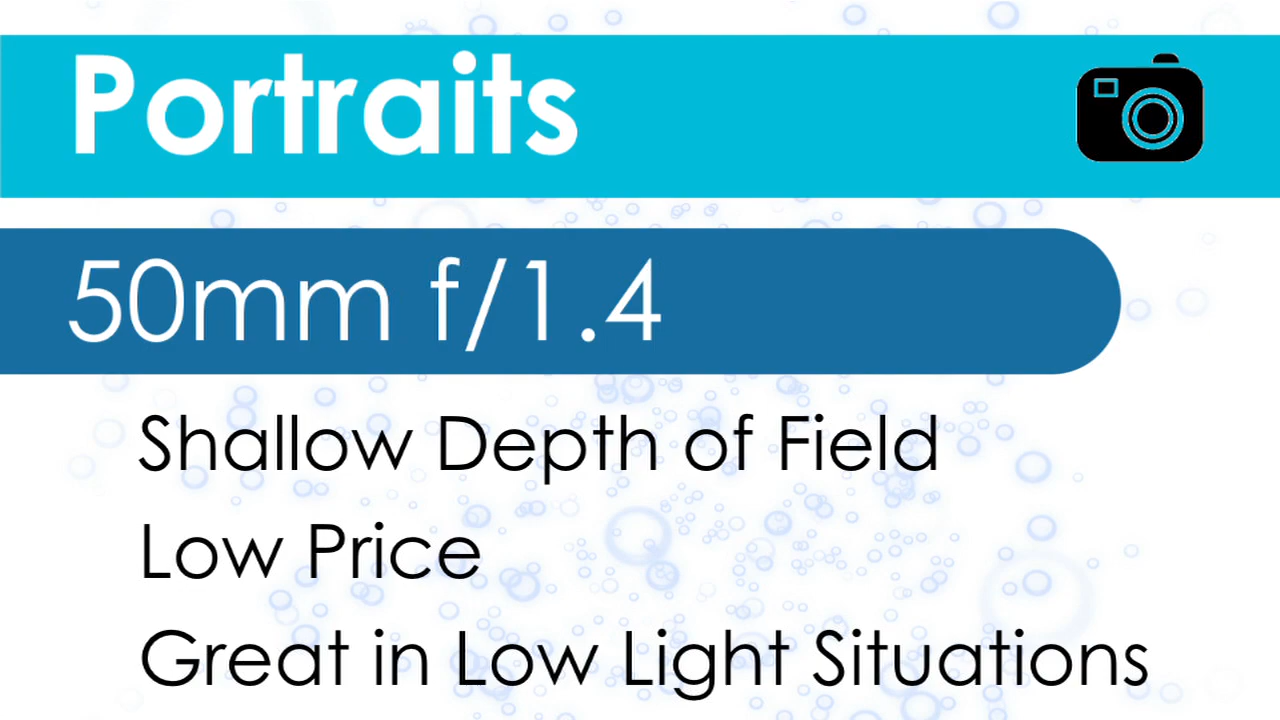 Portraits
50mm f/1.4
Shallow Depth of Field
Low Price
Great in Low Light Situations